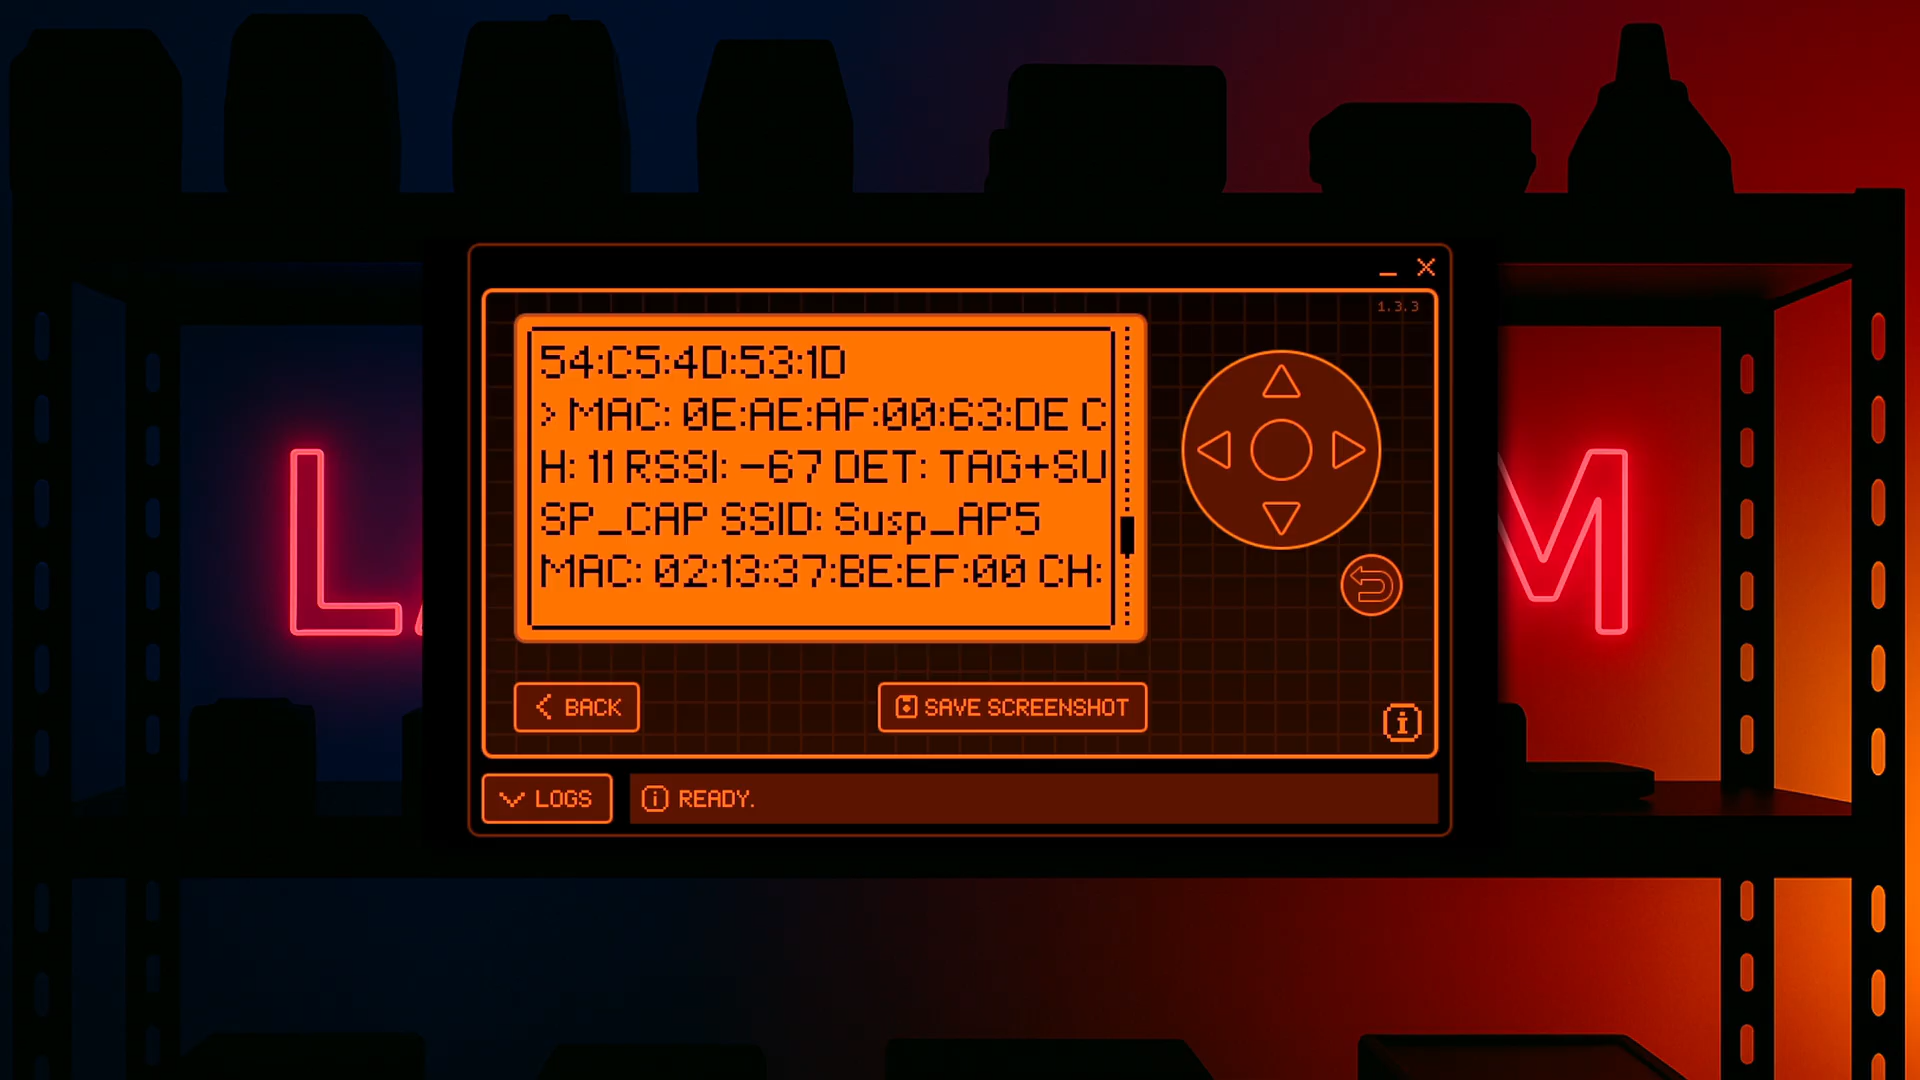 1.3.3
54:C5:4D:53:1D
> MAC: 0E:AE:AF:00:63:DE C
H: 11 RSSI: -67 DET: TAG+SU
SP_CAP SSID: Susp_AP5
MAC: 02:13:37:BE:EF:00 CH:
L
M
BACK
SAVE SCREENSHOT
LOGS
READY.